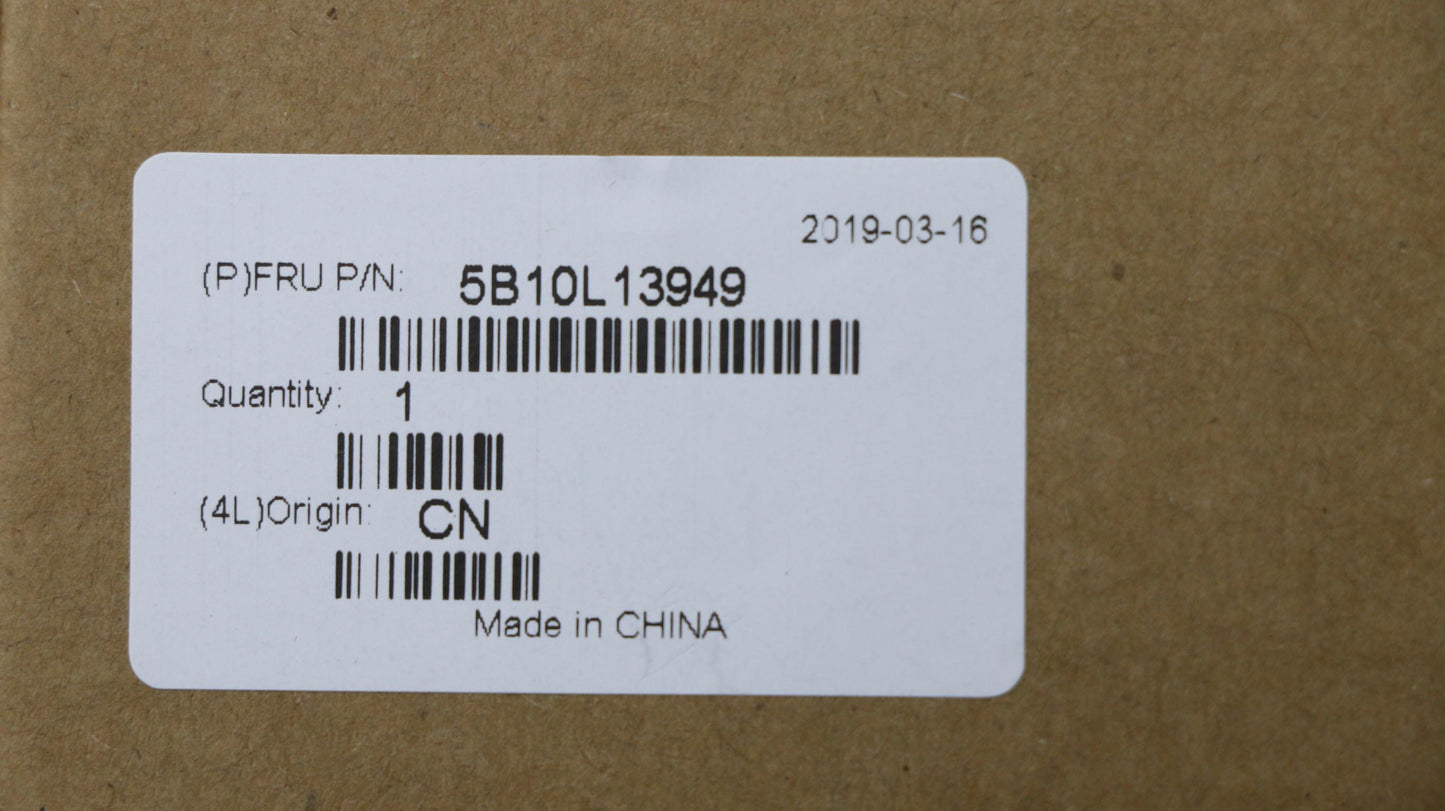 2019-03-16
(P)FRU P/N: 5B10L13949
Quantity: 1
(4L)Origin: CN
Made in CHINA